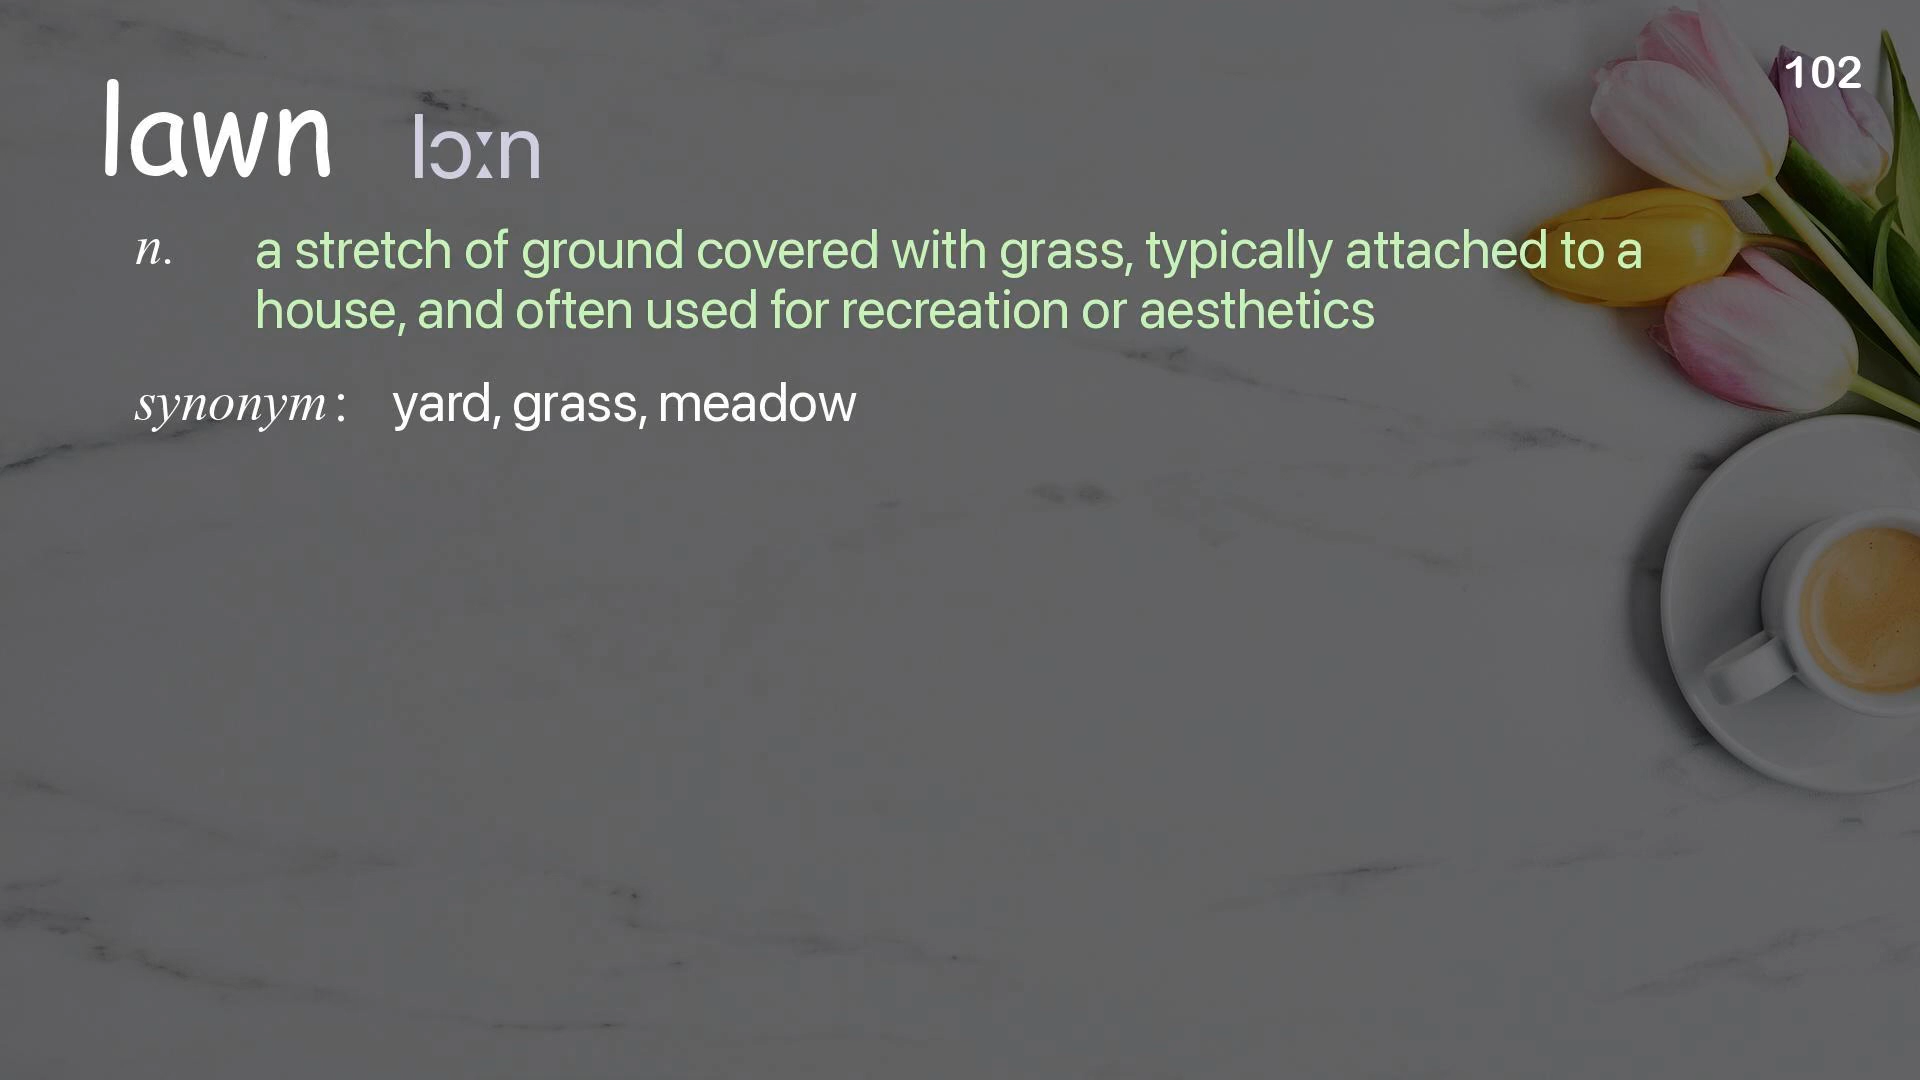 102
lawn lɔːn
n. a stretch of ground covered with grass, typically attached to a
house, and often used for recreation or aesthetics
synonym : yard, grass, meadow